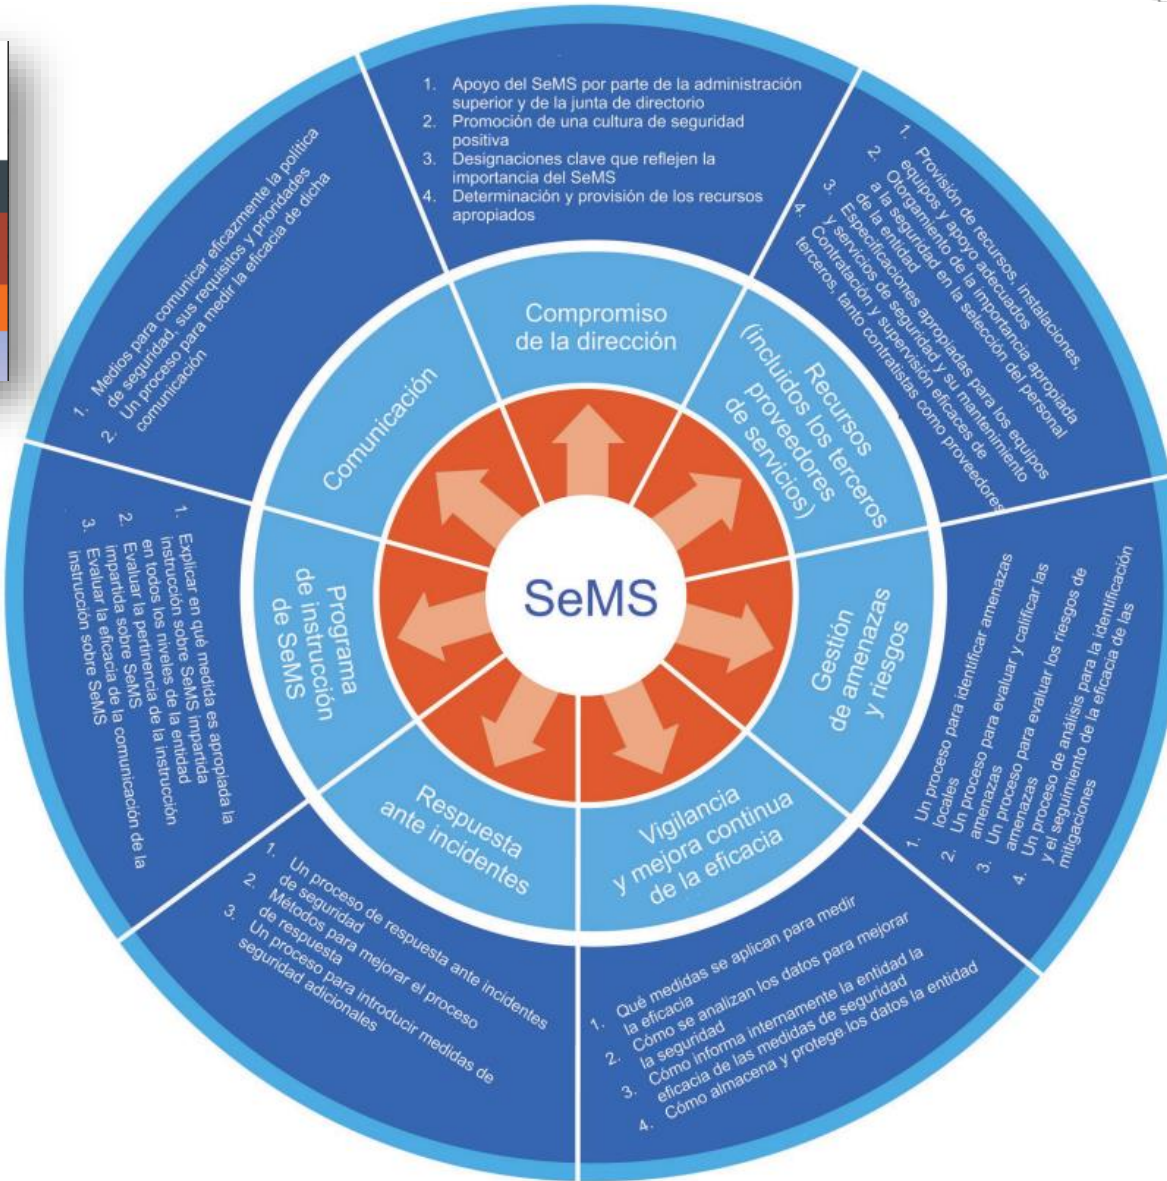 1. Apoyo del SeMS por parte de la administración
superior y de la junta de directorio
2. Promoción de una cultura de seguridad
positiva
3. Designaciones clave que reflejen la
importancia del SeMS
4. Determinación y provisión de los recursos
apropiados
1. Provisión de recursos, instalaciones,
equipos y apoyo adecuados
2. Otorgamiento de la importancia apropiada
a la seguridad en la selección del personal
de la entidad
3. Especificaciones apropiadas para los equipos
y servicios de seguridad y su mantenimiento
4. Contratación y supervisión eficaces de
terceros, tanto contratistas como proveedores
1. Un proceso para identificar amenazas
locales
2. Un proceso para evaluar y calificar las
amenazas
3. Un proceso para evaluar los riesgos de
amenazas
4. Un proceso de análisis para la identificación
y el seguimiento de la eficacia de las
mitigaciones
1. Qué medidas se aplican para medir
la eficacia
2. Cómo se analizan los datos para mejorar
la seguridad
3. Cómo informa internamente la entidad la
eficacia de las medidas de seguridad
4. Cómo almacena y protege los datos la entidad
1. Un proceso de respuesta ante incidentes
de seguridad
2. Métodos para mejorar el proceso
de respuesta
3. Un proceso para introducir medidas de
seguridad adicionales
1. Explicar en qué medida es apropiada la
instrucción sobre SeMS impartida
en todos los niveles de la entidad
2. Evaluar la pertinencia de la instrucción
impartida sobre SeMS
3. Evaluar la eficacia de la comunicación de la
instrucción sobre SeMS
1. Medios para comunicar eficazmente la política
de seguridad, sus requisitos y prioridades
2. Un proceso para medir la eficacia de dicha
comunicación
Compromiso
de la dirección
Recursos
(incluidos los terceros
proveedores
de servicios)
Gestión
de amenazas
y riesgos
Vigilancia
y mejora continua
de la eficacia
Respuesta
ante incidentes
Programa
de instrucción
de SeMS
Comunicación
SeMS